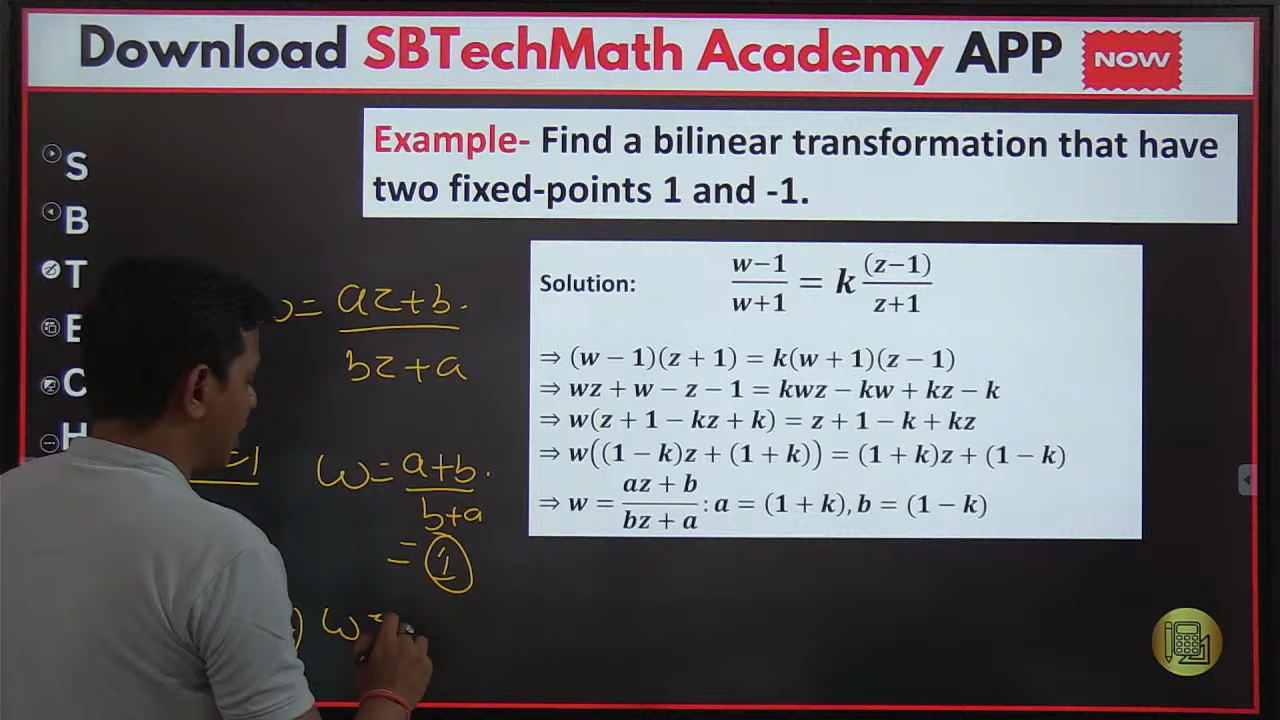 Download SBTechMath Academy APP NOW
Example- Find a bilinear transformation that have
two fixed-points 1 and -1.
S
B
T
E
C
H
Solution: (w−1)/(w+1) = k (z−1)/(z+1)
⇒ (w − 1)(z + 1) = k(w + 1)(z − 1)
⇒ wz + w − z − 1 = kwz − kw + kz − k
⇒ w(z + 1 − kz + k) = z + 1 − k + kz
⇒ w((1 − k)z + (1 + k)) = (1 + k)z + (1 − k)
⇒ w = (az + b)/(bz + a) : a = (1 + k), b = (1 − k)
= az+b.
bz+a
=1
w = a+b.
b+a
= 1
w =